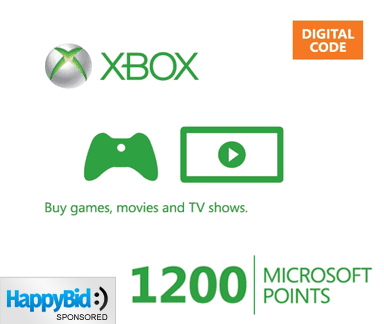 DIGITAL
CODE
XBOX
Buy games, movies and TV shows.
HappyBid:)
SPONSORED
1200 MICROSOFT
POINTS